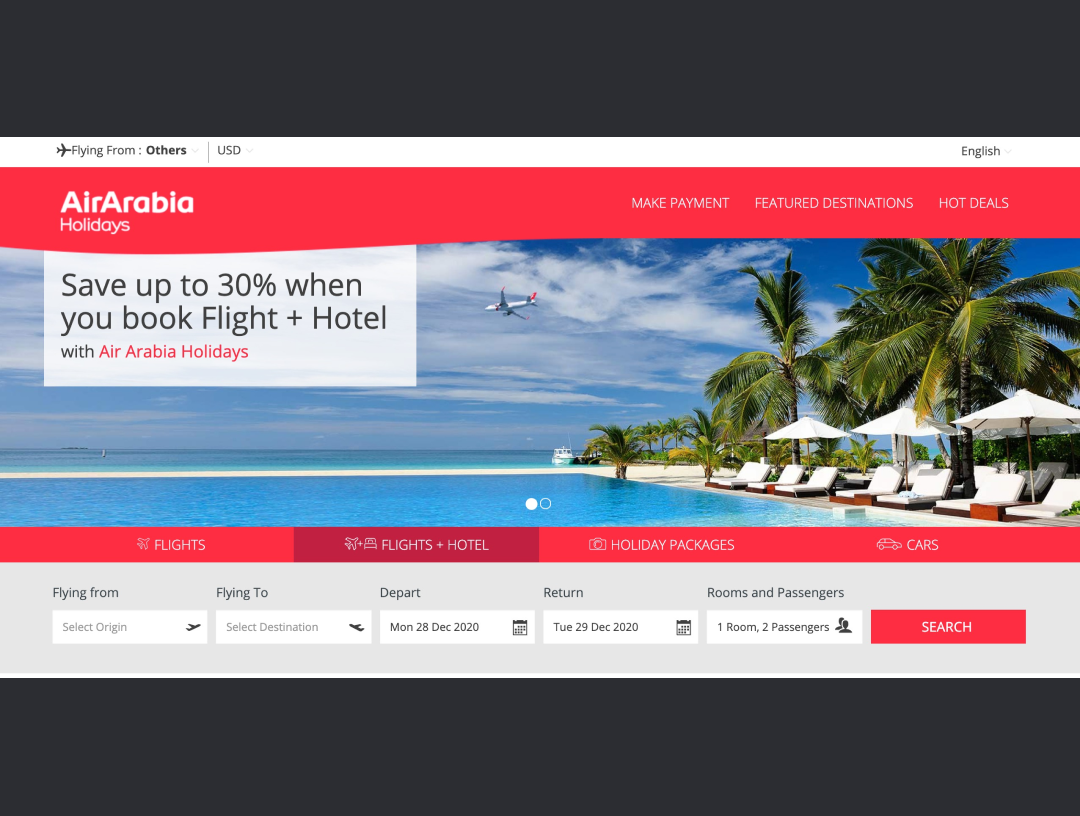 Flying From : Others
USD
English
AirArabia
Holidays
MAKE PAYMENT
FEATURED DESTINATIONS
HOT DEALS
Save up to 30% when
you book Flight + Hotel
with Air Arabia Holidays
FLIGHTS
FLIGHTS + HOTEL
HOLIDAY PACKAGES
CARS
Flying from
Flying To
Depart
Return
Rooms and Passengers
Select Origin
Select Destination
Mon 28 Dec 2020
Tue 29 Dec 2020
1 Room, 2 Passengers
SEARCH